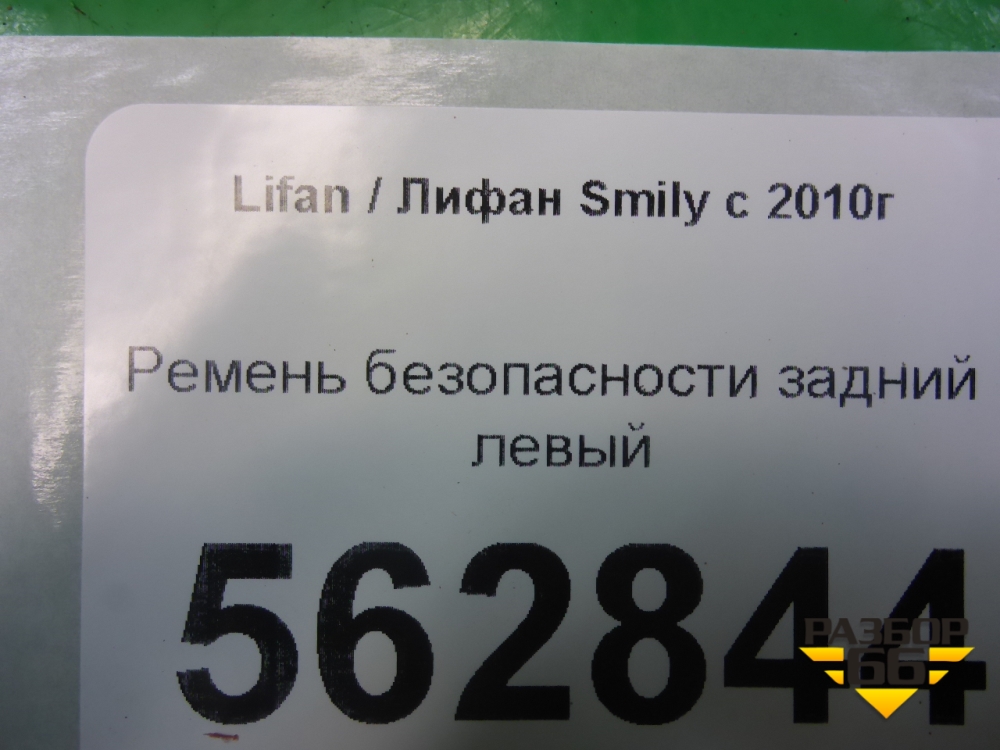 Lifan / Лифан Smily с 2010г
Ремень безопасности задний
левый
562844
РАЗБОР
66